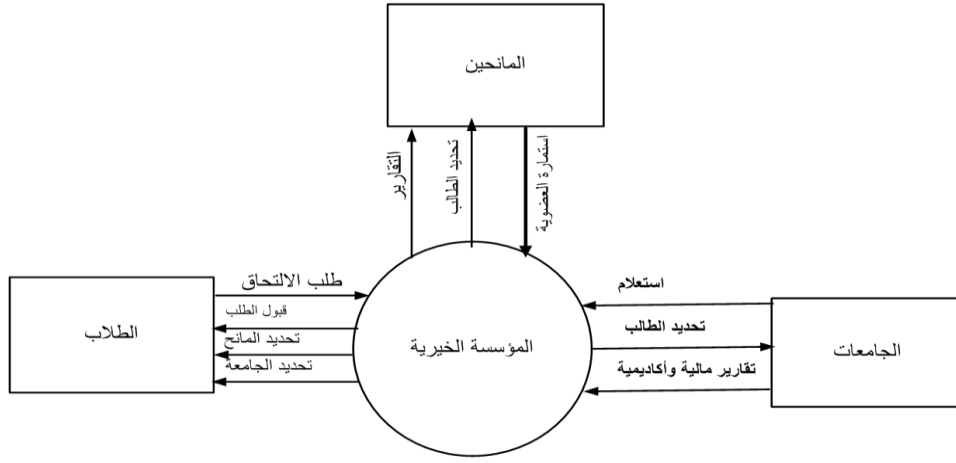 المانحين
التقارير
تحديد الطالب
استمارة العضوية
طلب الالتحاق
قبول الطلب
تحديد المانح
تحديد الجامعة
الطلاب
المؤسسة الخيرية
استعلام
تحديد الطالب
تقارير مالية وأكاديمية
الجامعات